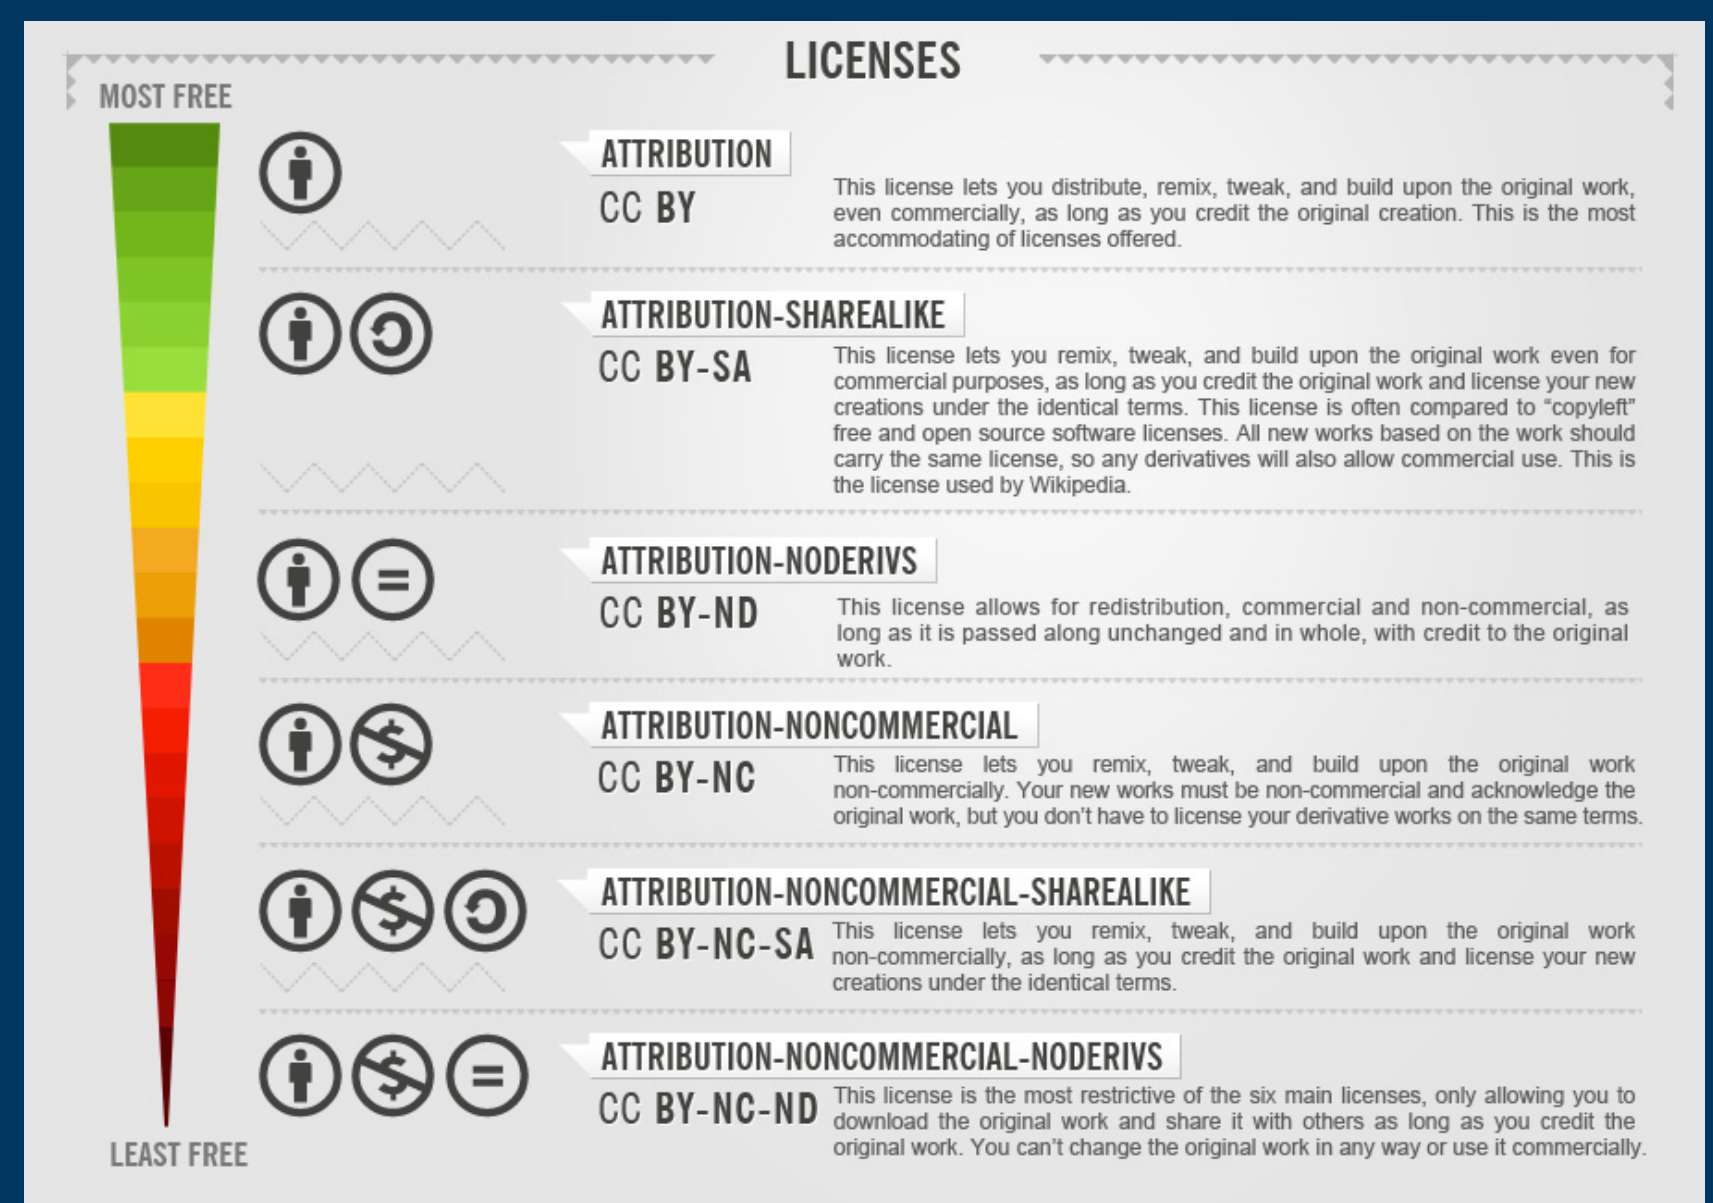 LICENSES
MOST FREE
ATTRIBUTION
CC BY
This license lets you distribute, remix, tweak, and build upon the original work,
even commercially, as long as you credit the original creation. This is the most
accommodating of licenses offered.
ATTRIBUTION-SHAREALIKE
CC BY-SA
This license lets you remix, tweak, and build upon the original work even for
commercial purposes, as long as you credit the original work and license your new
creations under the identical terms. This license is often compared to “copyleft”
free and open source software licenses. All new works based on the work should
carry the same license, so any derivatives will also allow commercial use. This is
the license used by Wikipedia.
ATTRIBUTION-NODERIVS
CC BY-ND
This license allows for redistribution, commercial and non-commercial, as
long as it is passed along unchanged and in whole, with credit to the original
work.
ATTRIBUTION-NONCOMMERCIAL
CC BY-NC
This license lets you remix, tweak, and build upon the original work
non-commercially. Your new works must be non-commercial and acknowledge the
original work, but you don't have to license your derivative works on the same terms.
ATTRIBUTION-NONCOMMERCIAL-SHAREALIKE
CC BY-NC-SA
This license lets you remix, tweak, and build upon the original work
non-commercially, as long as you credit the original work and license your new
creations under the identical terms.
ATTRIBUTION-NONCOMMERCIAL-NODERIVS
CC BY-NC-ND
This license is the most restrictive of the six main licenses, only allowing you to
download the original work and share it with others as long as you credit the
original work. You can't change the original work in any way or use it commercially.
LEAST FREE